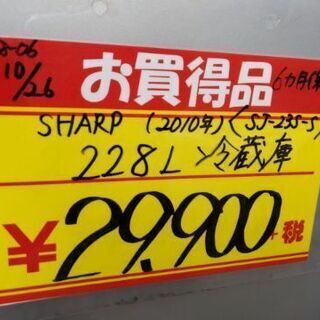 10/26
お買得品
6カ月保
SHARP (2010年) (SJ-23S-S)
228L 冷蔵庫
¥29.900+税